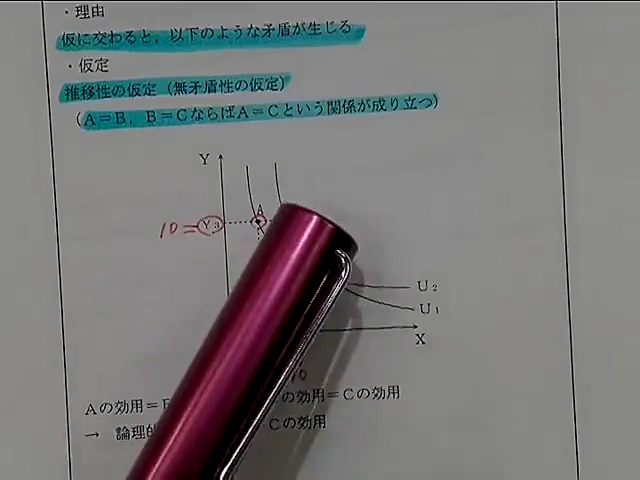 ・理由
仮に交わると、以下のような矛盾が生じる
・仮定
推移性の仮定（無矛盾性の仮定）
（A＝B，B＝CならばA＝Cという関係が成り立つ）
Y
A
10＝Y₃
U₂
U₁
X
10
Aの効用＝ の効用＝Cの効用
→ 論理的 Cの効用